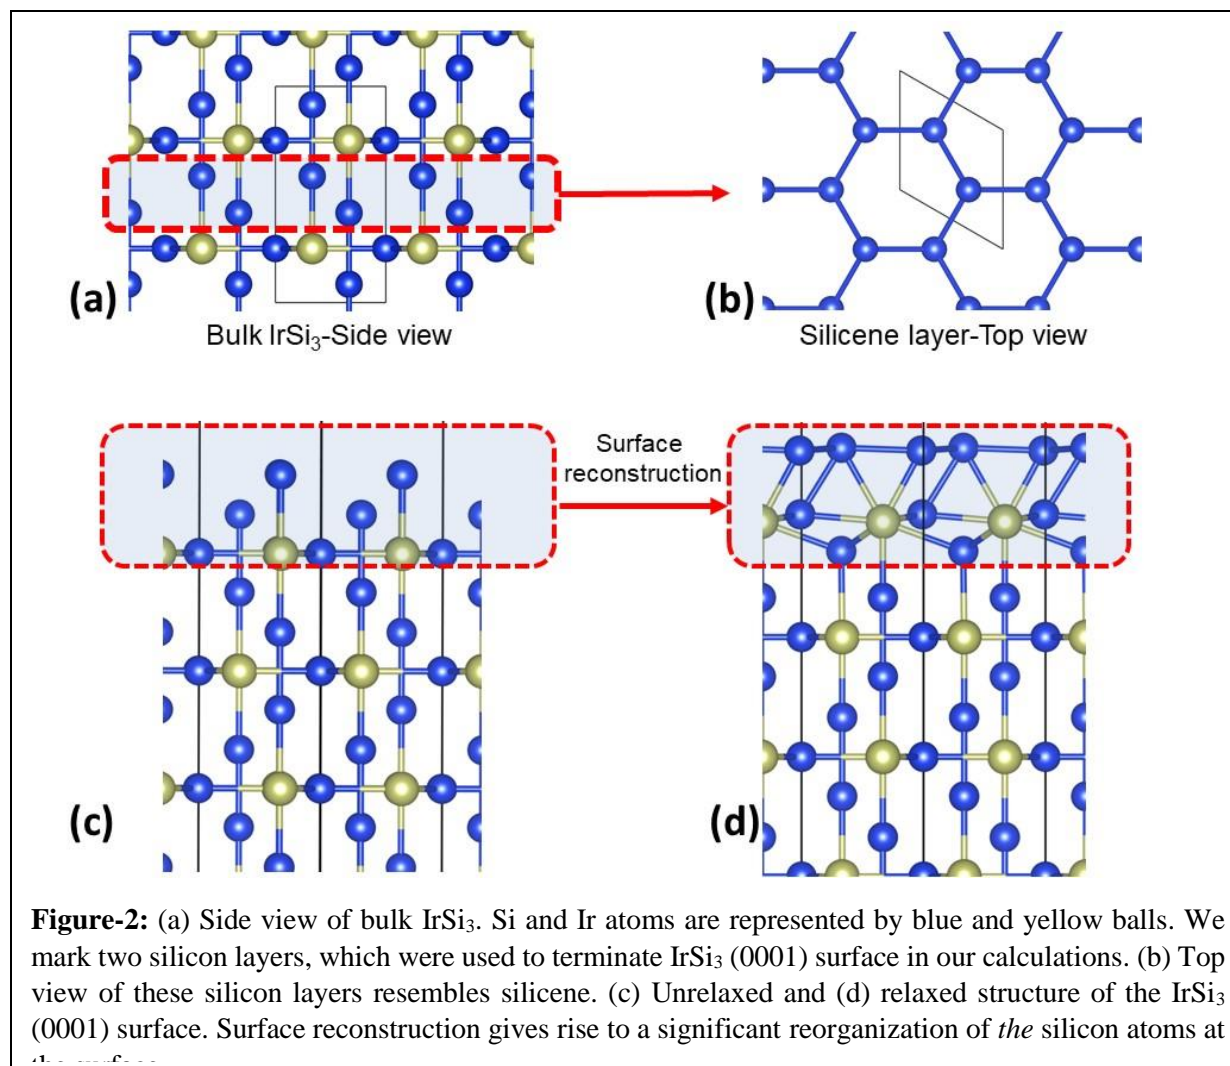 (a)
Bulk IrSi₃-Side view
(b)
Silicene layer-Top view
Surface
reconstruction
(c)
(d)
Figure-2: (a) Side view of bulk IrSi₃. Si and Ir atoms are represented by blue and yellow balls. We
mark two silicon layers, which were used to terminate IrSi₃ (0001) surface in our calculations. (b) Top
view of these silicon layers resembles silicene. (c) Unrelaxed and (d) relaxed structure of the IrSi₃
(0001) surface. Surface reconstruction gives rise to a significant reorganization of the silicon atoms at
the surface